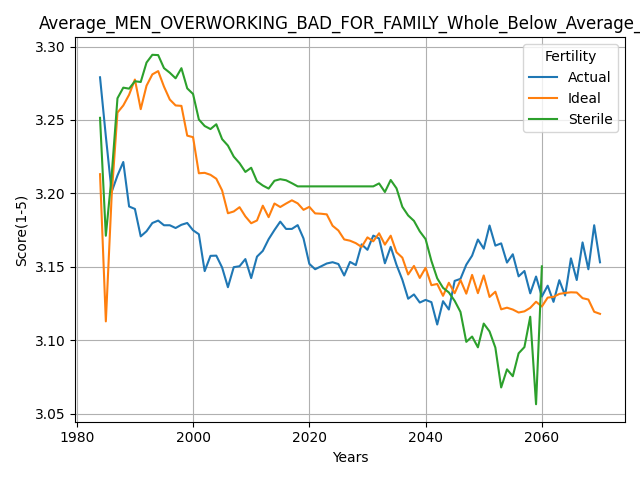 Average_MEN_OVERWORKING_BAD_FOR_FAMILY_Whole_Below_Average_
3.30
3.25
3.20
3.15
3.10
3.05
Score(1-5)
Fertility
Actual
Ideal
Sterile
1980
2000
2020
2040
2060
Years